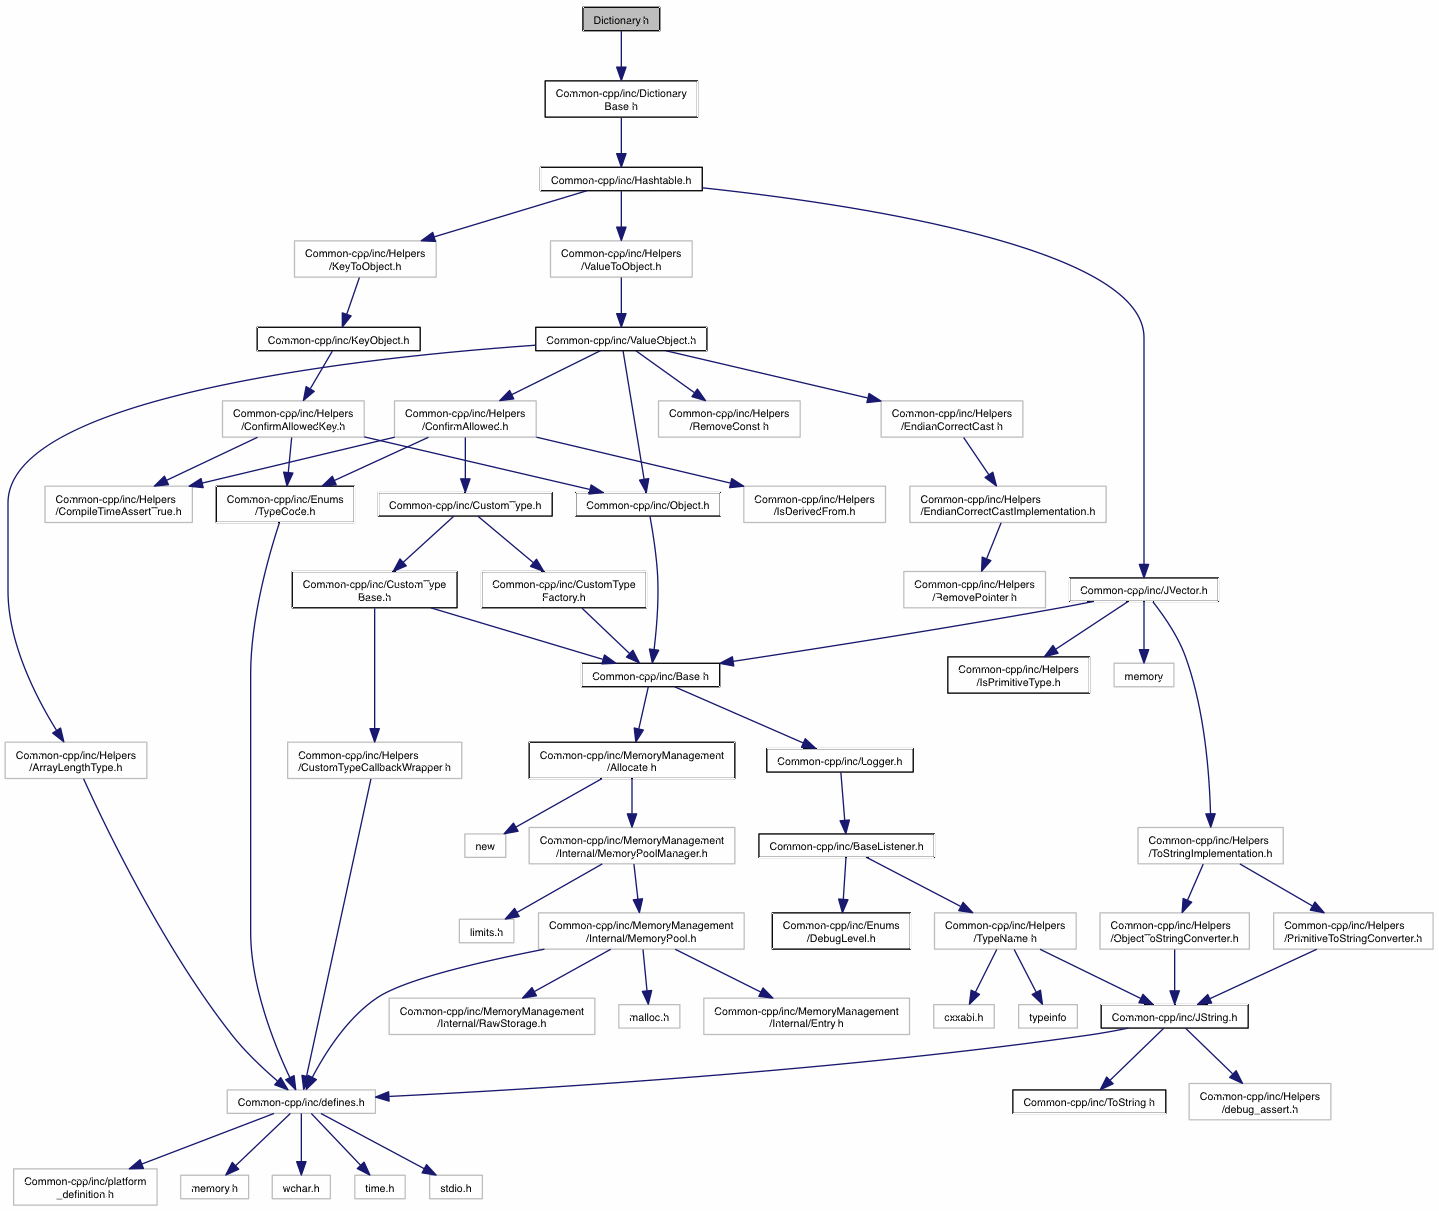 Dictionary.h
Common-cpp/inc/Dictionary
Base.h
Common-cpp/inc/Hashtable.h
Common-cpp/inc/Helpers
/KeyToObject.h
Common-cpp/inc/Helpers
/ValueToObject.h
Common-cpp/inc/KeyObject.h
Common-cpp/inc/ValueObject.h
Common-cpp/inc/Helpers
/ConfirmAllowedKey.h
Common-cpp/inc/Helpers
/ConfirmAllowed.h
Common-cpp/inc/Helpers
/RemoveConst.h
Common-cpp/inc/Helpers
/EndianCorrectCast.h
Common-cpp/inc/Helpers
/CompileTimeAssertTrue.h
Common-cpp/inc/Enums
/TypeCode.h
Common-cpp/inc/CustomType.h
Common-cpp/inc/Object.h
Common-cpp/inc/Helpers
/IsDerivedFrom.h
Common-cpp/inc/Helpers
/EndianCorrectCastImplementation.h
Common-cpp/inc/CustomType
Base.h
Common-cpp/inc/CustomType
Factory.h
Common-cpp/inc/Helpers
/RemovePointer.h
Common-cpp/inc/JVector.h
Common-cpp/inc/Base.h
Common-cpp/inc/Helpers
/IsPrimitiveType.h
memory
Common-cpp/inc/Helpers
/ArrayLengthType.h
Common-cpp/inc/Helpers
/CustomTypeCallbackWrapper.h
Common-cpp/inc/MemoryManagement
/Allocate.h
Common-cpp/inc/Logger.h
new
Common-cpp/inc/MemoryManagement
/Internal/MemoryPoolManager.h
Common-cpp/inc/BaseListener.h
Common-cpp/inc/Helpers
/ToStringImplementation.h
limits.h
Common-cpp/inc/MemoryManagement
/Internal/MemoryPool.h
Common-cpp/inc/Enums
/DebugLevel.h
Common-cpp/inc/Helpers
/TypeName.h
Common-cpp/inc/Helpers
/ObjectToStringConverter.h
Common-cpp/inc/Helpers
/PrimitiveToStringConverter.h
Common-cpp/inc/MemoryManagement
/Internal/RawStorage.h
malloc.h
Common-cpp/inc/MemoryManagement
/Internal/Entry.h
cxxabi.h
typeinfo
Common-cpp/inc/JString.h
Common-cpp/inc/defines.h
Common-cpp/inc/ToString.h
Common-cpp/inc/Helpers
/debug_assert.h
Common-cpp/inc/platform
_definition.h
memory.h
wchar.h
time.h
stdio.h